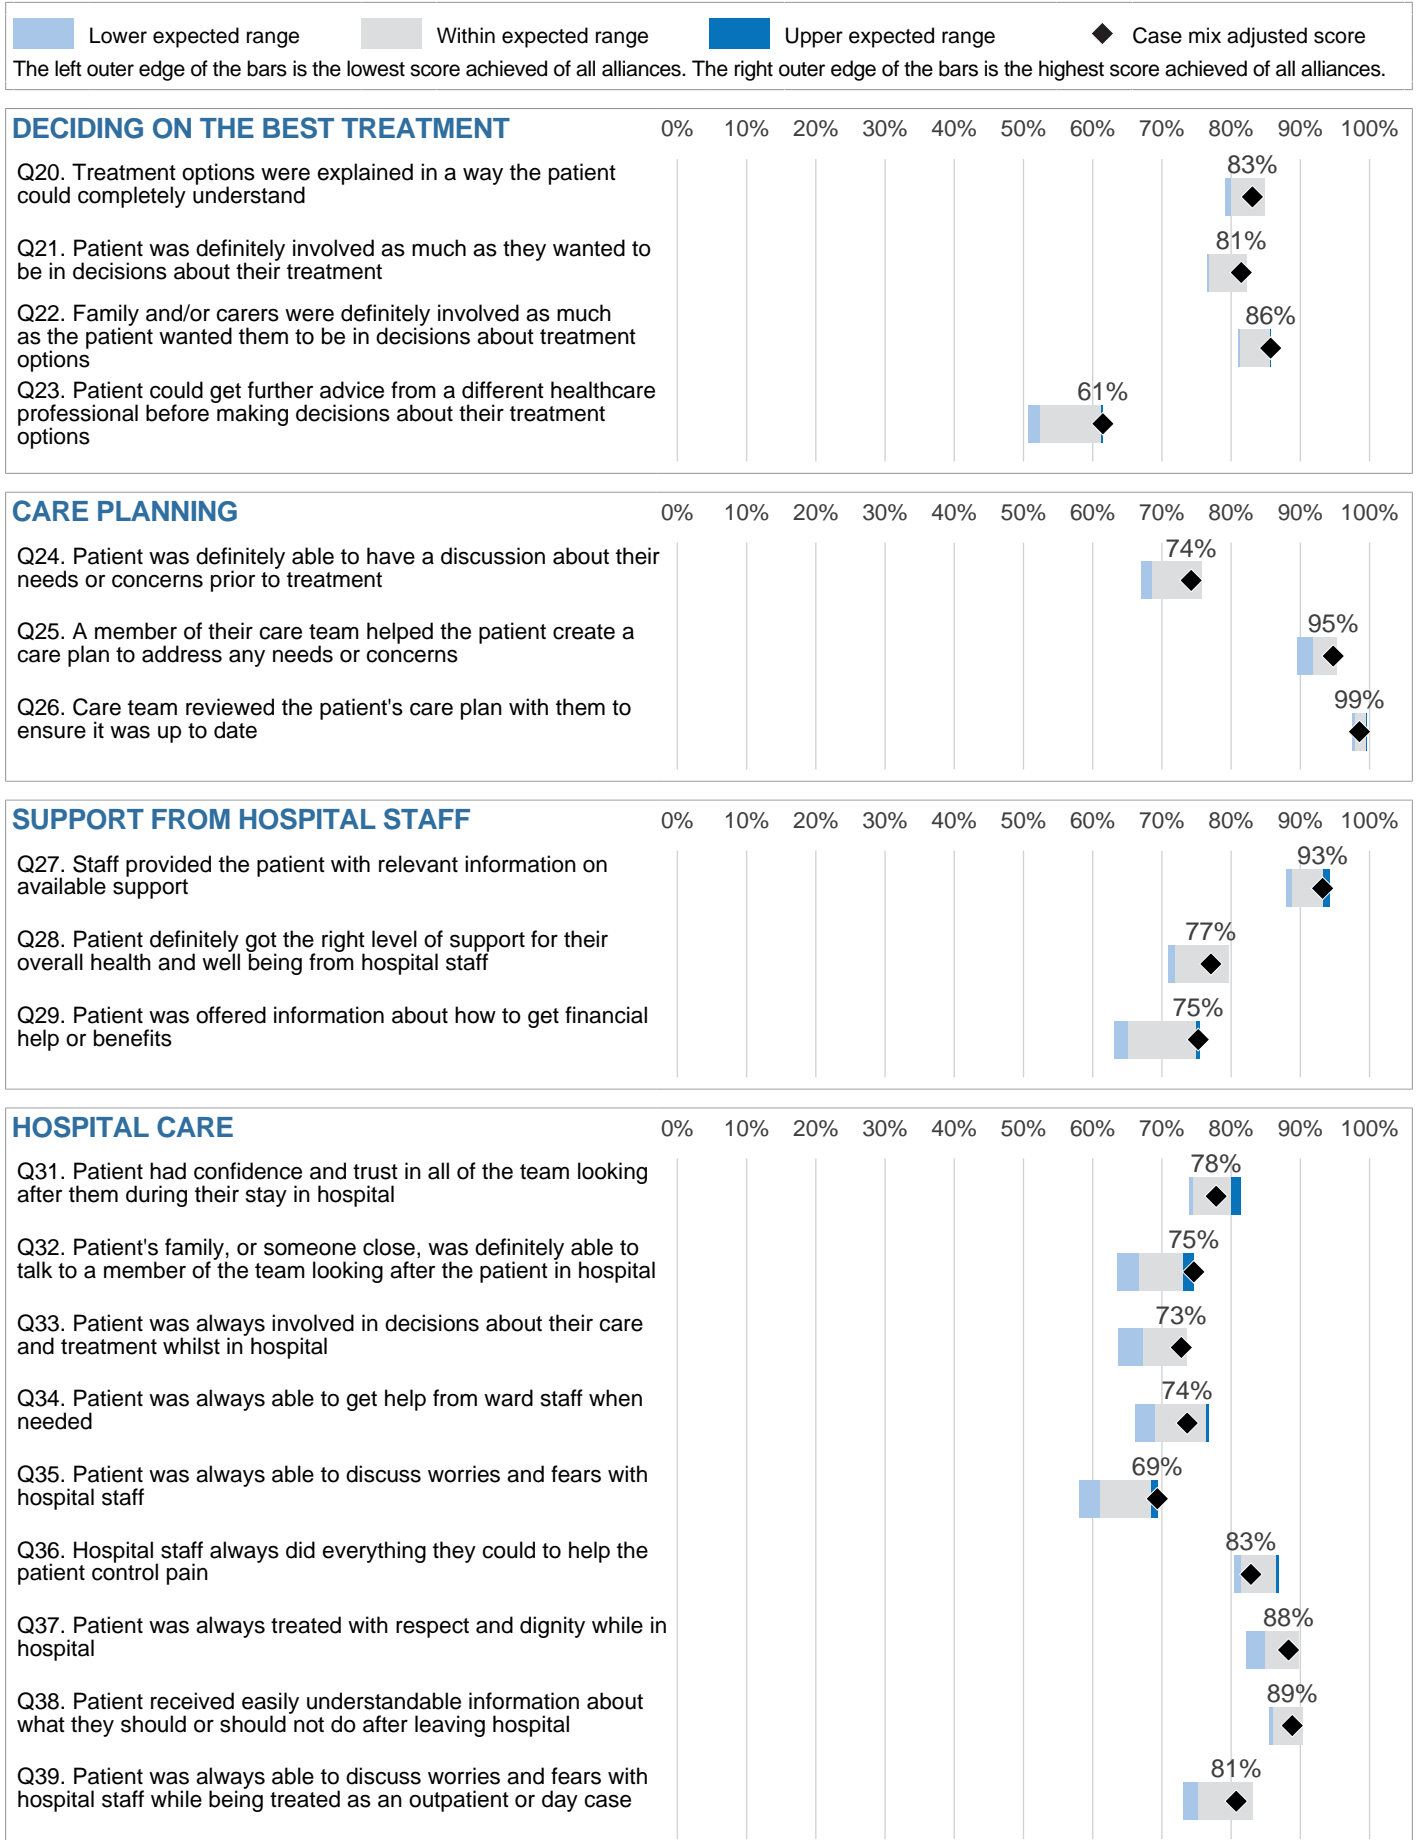 Lower expected range Within expected range Upper expected range Case mix adjusted score
The left outer edge of the bars is the lowest score achieved of all alliances. The right outer edge of the bars is the highest score achieved of all alliances.
DECIDING ON THE BEST TREATMENT 0% 10% 20% 30% 40% 50% 60% 70% 80% 90% 100%
Q20. Treatment options were explained in a way the patient
could completely understand
83%
Q21. Patient was definitely involved as much as they wanted to
be in decisions about their treatment
81%
Q22. Family and/or carers were definitely involved as much
as the patient wanted them to be in decisions about treatment
options
86%
Q23. Patient could get further advice from a different healthcare
professional before making decisions about their treatment
options
61%
CARE PLANNING 0% 10% 20% 30% 40% 50% 60% 70% 80% 90% 100%
Q24. Patient was definitely able to have a discussion about their
needs or concerns prior to treatment
74%
Q25. A member of their care team helped the patient create a
care plan to address any needs or concerns
95%
Q26. Care team reviewed the patient's care plan with them to
ensure it was up to date
99%
SUPPORT FROM HOSPITAL STAFF 0% 10% 20% 30% 40% 50% 60% 70% 80% 90% 100%
Q27. Staff provided the patient with relevant information on
available support
93%
Q28. Patient definitely got the right level of support for their
overall health and well being from hospital staff
77%
Q29. Patient was offered information about how to get financial
help or benefits
75%
HOSPITAL CARE 0% 10% 20% 30% 40% 50% 60% 70% 80% 90% 100%
Q31. Patient had confidence and trust in all of the team looking
after them during their stay in hospital
78%
Q32. Patient's family, or someone close, was definitely able to
talk to a member of the team looking after the patient in hospital
75%
Q33. Patient was always involved in decisions about their care
and treatment whilst in hospital
73%
Q34. Patient was always able to get help from ward staff when
needed
74%
Q35. Patient was always able to discuss worries and fears with
hospital staff
69%
Q36. Hospital staff always did everything they could to help the
patient control pain
83%
Q37. Patient was always treated with respect and dignity while in
hospital
88%
Q38. Patient received easily understandable information about
what they should or should not do after leaving hospital
89%
Q39. Patient was always able to discuss worries and fears with
hospital staff while being treated as an outpatient or day case
81%